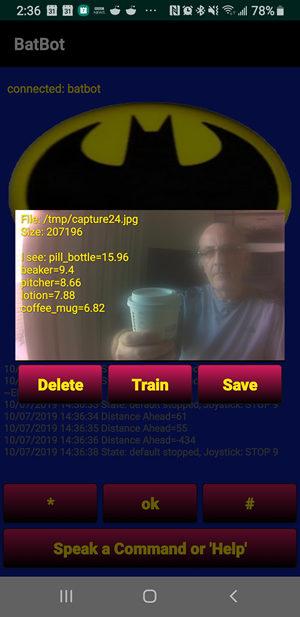 2:36
31
31
BBC
NEWS
78%
BatBot
connected: batbot
File: /tmp/capture24.jpg
Size: 207196
I see: pill_bottle=15.96
beaker=9.4
pitcher=8.66
lotion=7.88
coffee_mug=6.82
Delete
Train
Save
10/07/2019 14:36:33 State: default stopped, Joystick: STOP 9
10/07/2019 14:36:34 Distance Ahead=61
10/07/2019 14:36:35 Distance Ahead=55
10/07/2019 14:36:36 Distance Ahead=-434
10/07/2019 14:36:38 State: default stopped, Joystick: STOP 9
*
ok
#
Speak a Command or 'Help'